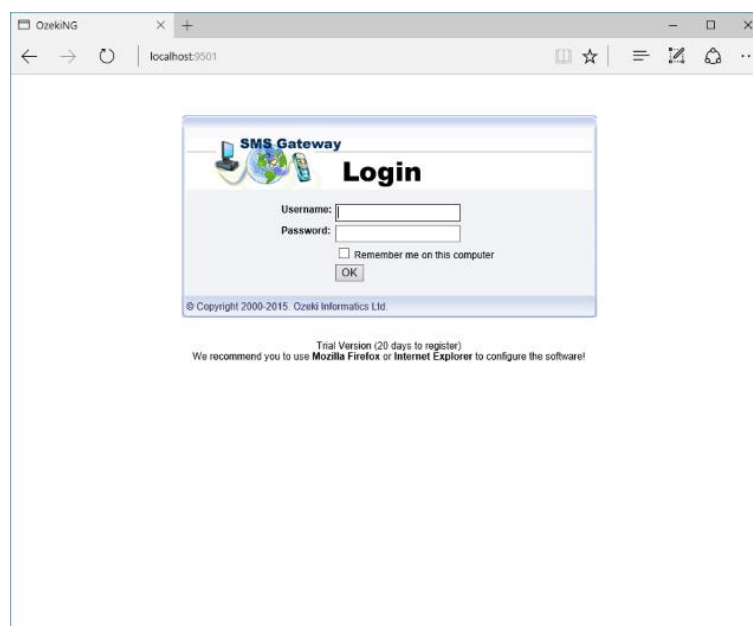 OzekiNG
localhost:9501
SMS Gateway
Login
Username:
Password:
Remember me on this computer
OK
© Copyright 2000-2015. Ozeki Informatics Ltd.
Trial Version (20 days to register)
We recommend you to use Mozilla Firefox or Internet Explorer to configure the software!